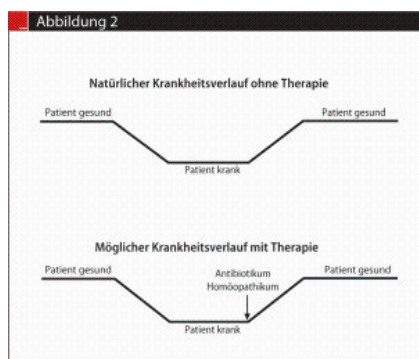 Abbildung 2
Natürlicher Krankheitsverlauf ohne Therapie
Patient gesund
Patient gesund
Patient krank
Möglicher Krankheitsverlauf mit Therapie
Patient gesund
Antibiotikum
Homöopathikum
Patient gesund
Patient krank